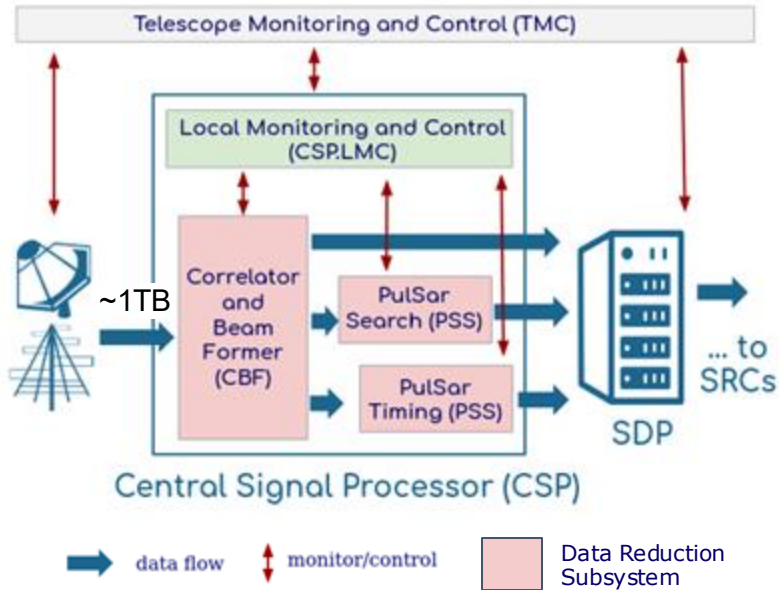 Telescope Monitoring and Control (TMC)
Local Monitoring and Control
(CSP.LMC)
~1TB
Correlator
and
Beam
Former
(CBF)
PulSar
Search (PSS)
PulSar
Timing (PSS)
SDP
... to
SRCs
Central Signal Processor (CSP)
data flow
monitor/control
Data Reduction
Subsystem